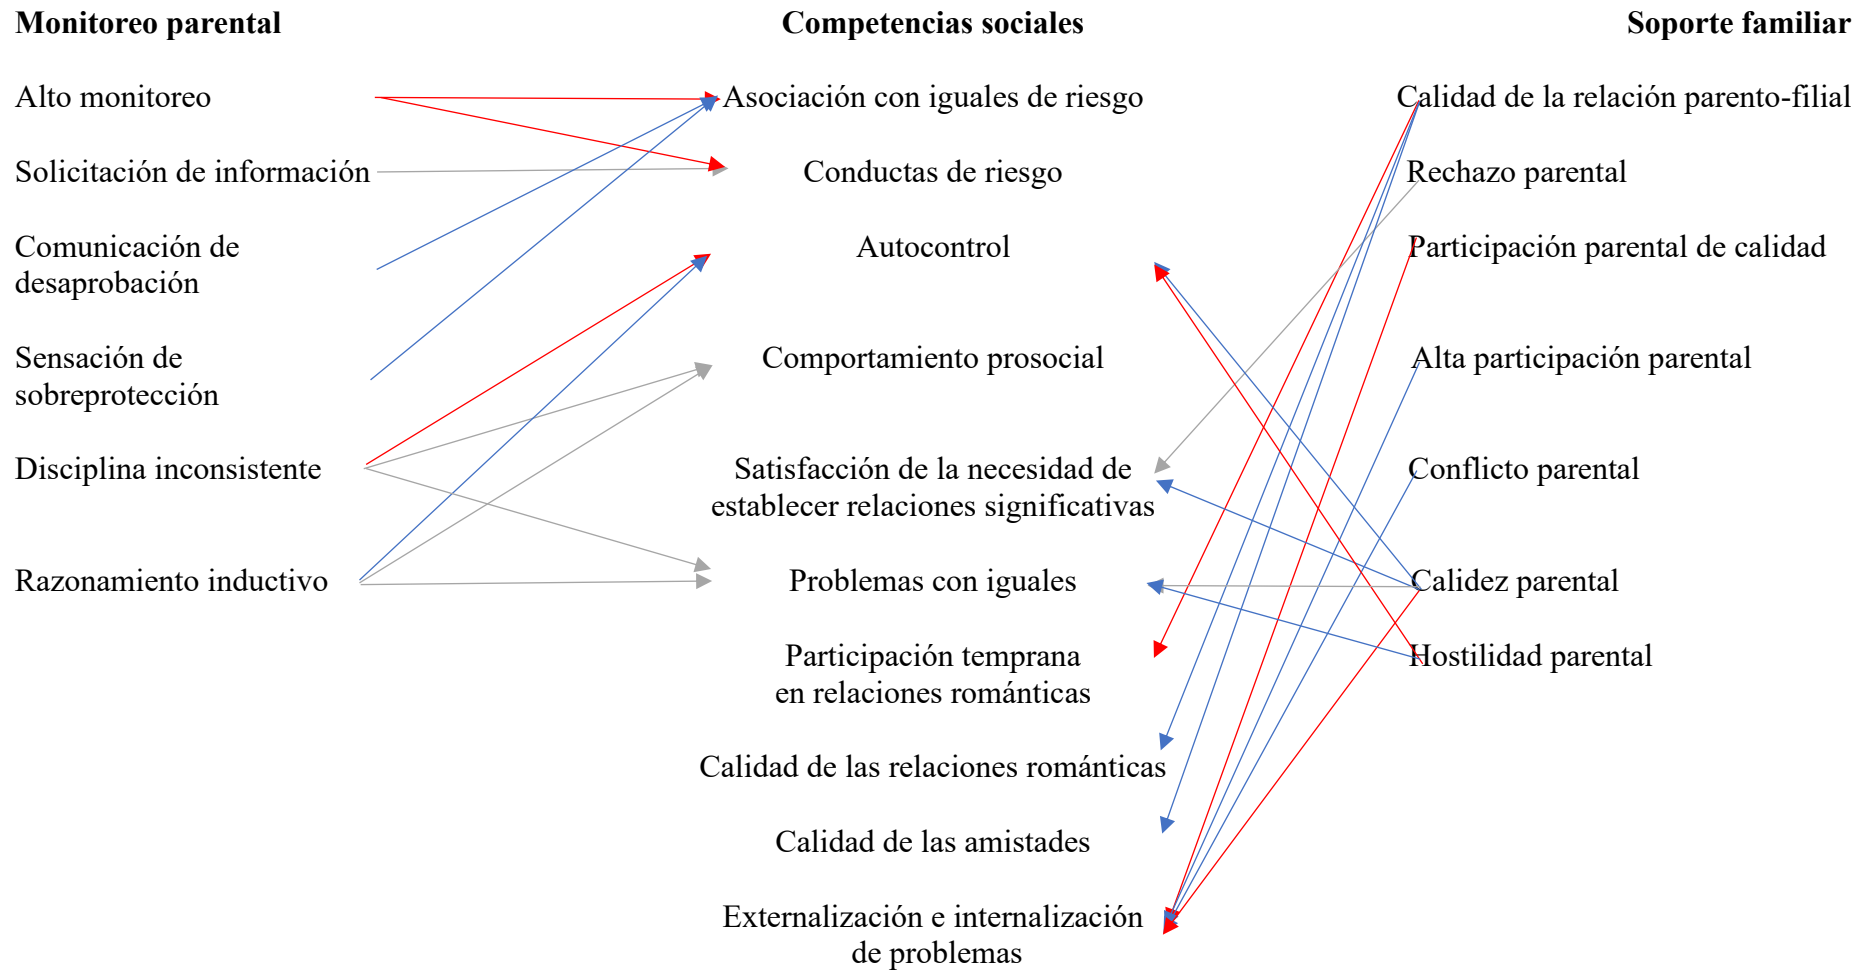 Monitoreo parental
Competencias sociales
Soporte familiar
Alto monitoreo
Asociación con iguales de riesgo
Calidad de la relación parento-filial
Solicitación de información
Conductas de riesgo
Rechazo parental
Comunicación de
desaprobación
Autocontrol
Participación parental de calidad
Sensación de
sobreprotección
Comportamiento prosocial
Alta participación parental
Disciplina inconsistente
Satisfacción de la necesidad de
establecer relaciones significativas
Conflicto parental
Razonamiento inductivo
Problemas con iguales
Calidez parental
Participación temprana
en relaciones románticas
Hostilidad parental
Calidad de las relaciones románticas
Calidad de las amistades
Externalización e internalización
de problemas